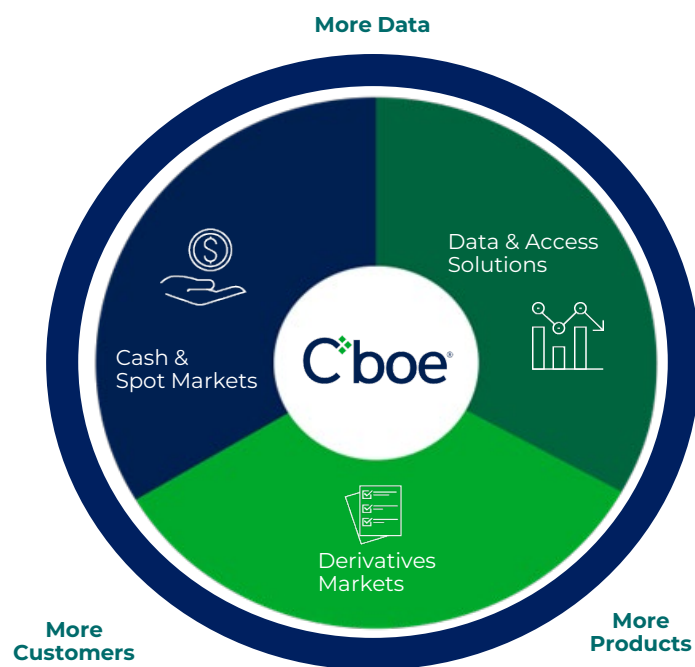 More Data
Data & Access
Solutions
Cash &
Spot Markets
Cboe®
Derivatives
Markets
More
Customers
More
Products